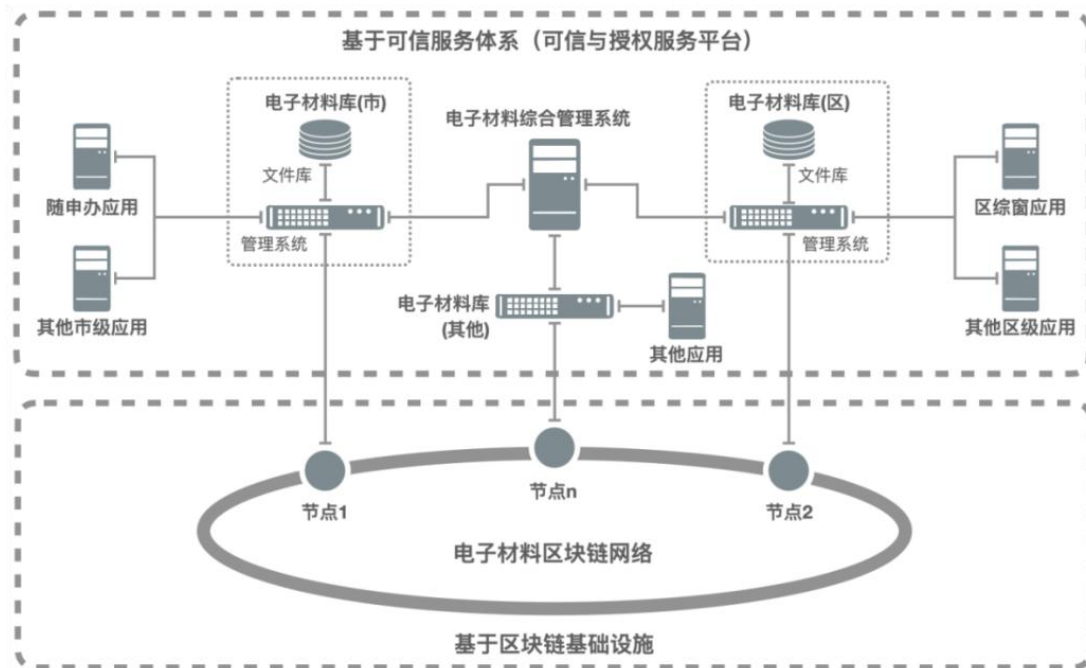 基于可信服务体系（可信与授权服务平台）
电子材料库(市)
电子材料综合管理系统
电子材料库(区)
文件库
文件库
随申办应用
管理系统
管理系统
区综窗应用
电子材料库
(其他)
其他市级应用
其他应用
其他区级应用
节点1
节点n
节点2
电子材料区块链网络
基于区块链基础设施